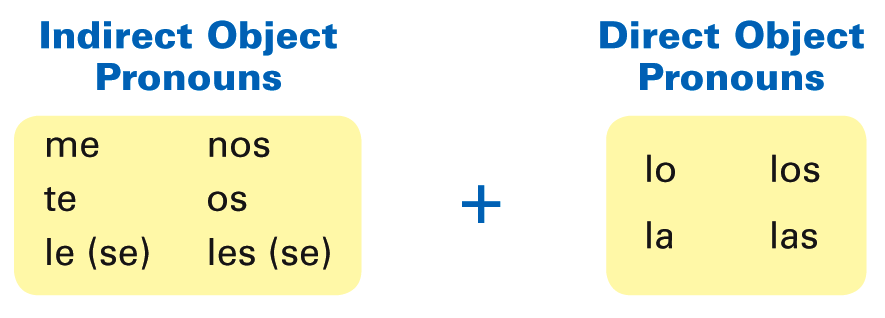 Indirect Object
Pronouns
me nos
te os
le (se) les (se)
+
Direct Object
Pronouns
lo los
la las